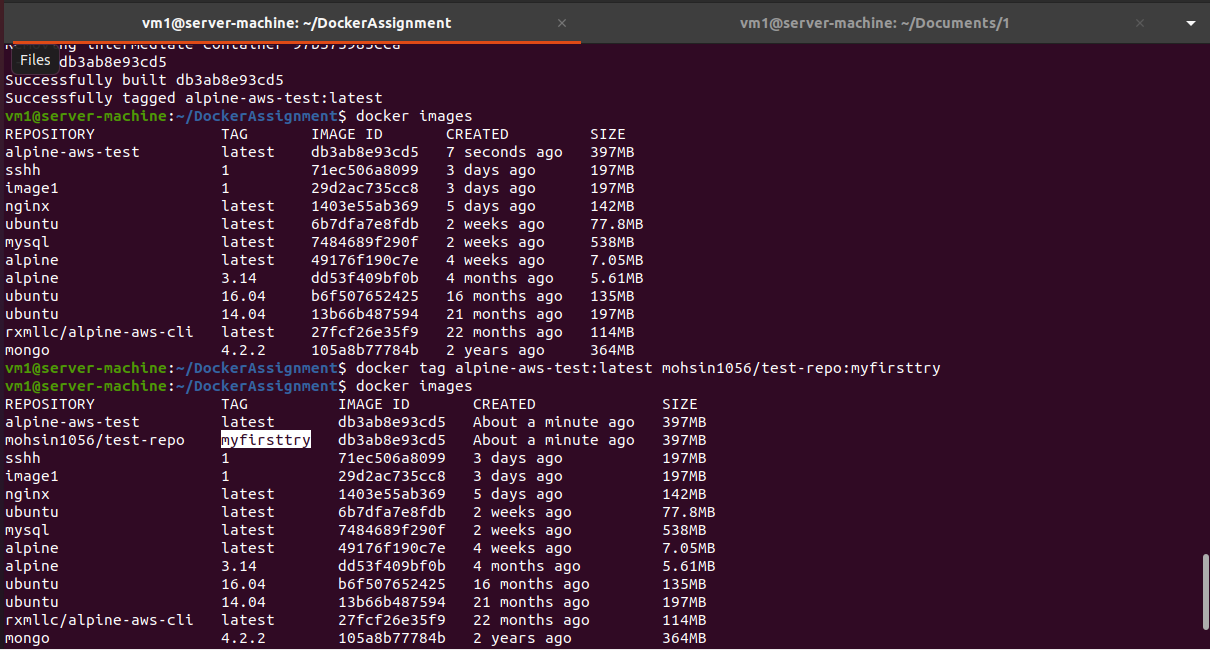 vm1@server-machine: ~/DockerAssignment × vm1@server-machine: ~/Documents/1 ×
Files db3ab8e93cd5
Successfully built db3ab8e93cd5
Successfully tagged alpine-aws-test:latest
vm1@server-machine:~/DockerAssignment$ docker images
REPOSITORY TAG IMAGE ID CREATED SIZE
alpine-aws-test latest db3ab8e93cd5 7 seconds ago 397MB
sshh 1 71ec506a8099 3 days ago 197MB
image1 1 29d2ac735cc8 3 days ago 197MB
nginx latest 1403e55ab369 5 days ago 142MB
ubuntu latest 6b7dfa7e8fdb 2 weeks ago 77.8MB
mysql latest 7484689f290f 2 weeks ago 538MB
alpine latest 49176f190c7e 4 weeks ago 7.05MB
alpine 3.14 dd53f409bf0b 4 months ago 5.61MB
ubuntu 16.04 b6f507652425 16 months ago 135MB
ubuntu 14.04 13b66b487594 21 months ago 197MB
rxmllc/alpine-aws-cli latest 27fcf26e35f9 22 months ago 114MB
mongo 4.2.2 105a8b77784b 2 years ago 364MB
vm1@server-machine:~/DockerAssignment$ docker tag alpine-aws-test:latest mohsin1056/test-repo:myfirsttry
vm1@server-machine:~/DockerAssignment$ docker images
REPOSITORY TAG IMAGE ID CREATED SIZE
alpine-aws-test latest db3ab8e93cd5 About a minute ago 397MB
mohsin1056/test-repo myfirsttry db3ab8e93cd5 About a minute ago 397MB
sshh 1 71ec506a8099 3 days ago 197MB
image1 1 29d2ac735cc8 3 days ago 197MB
nginx latest 1403e55ab369 5 days ago 142MB
ubuntu latest 6b7dfa7e8fdb 2 weeks ago 77.8MB
mysql latest 7484689f290f 2 weeks ago 538MB
alpine latest 49176f190c7e 4 weeks ago 7.05MB
alpine 3.14 dd53f409bf0b 4 months ago 5.61MB
ubuntu 16.04 b6f507652425 16 months ago 135MB
ubuntu 14.04 13b66b487594 21 months ago 197MB
rxmllc/alpine-aws-cli latest 27fcf26e35f9 22 months ago 114MB
mongo 4.2.2 105a8b77784b 2 years ago 364MB